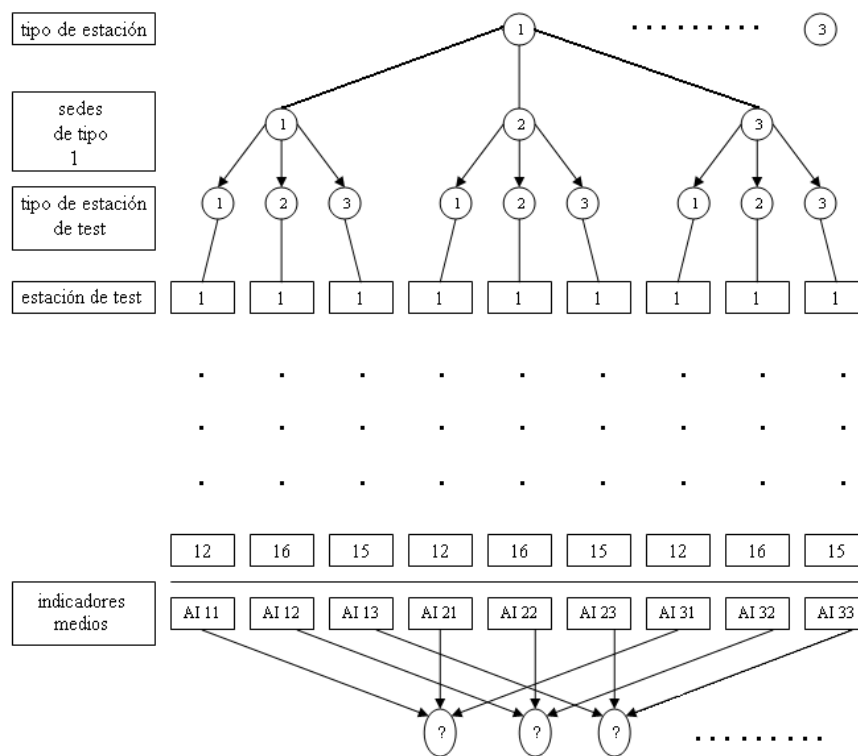 tipo de estación
1
3
sedes
de tipo
1
1
2
3
tipo de estación
de test
1
2
3
1
2
3
1
2
3
estación de test
1
1
1
1
1
1
1
1
1
12
16
15
12
16
15
12
16
15
indicadores
medios
AI 11
AI 12
AI 13
AI 21
AI 22
AI 23
AI 31
AI 32
AI 33
?
?
?